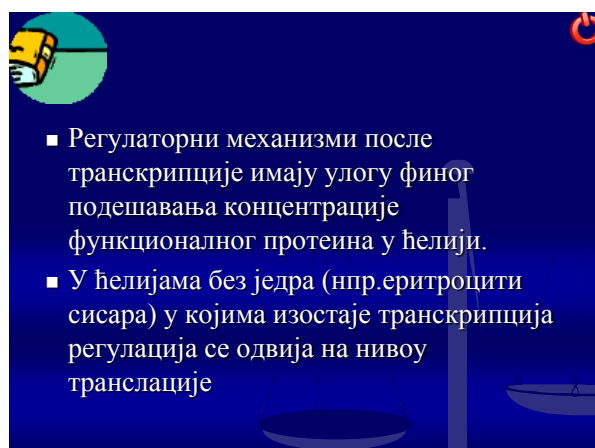 Регулаторни механизми после
транскрипције имају улогу финог
подешавања концентрације
функционалног протеина у ћелији.
У ћелијама без једра (нпр.еритроцити
сисара) у којима изостаје транскрипција
регулација се одвија на нивоу
транслације